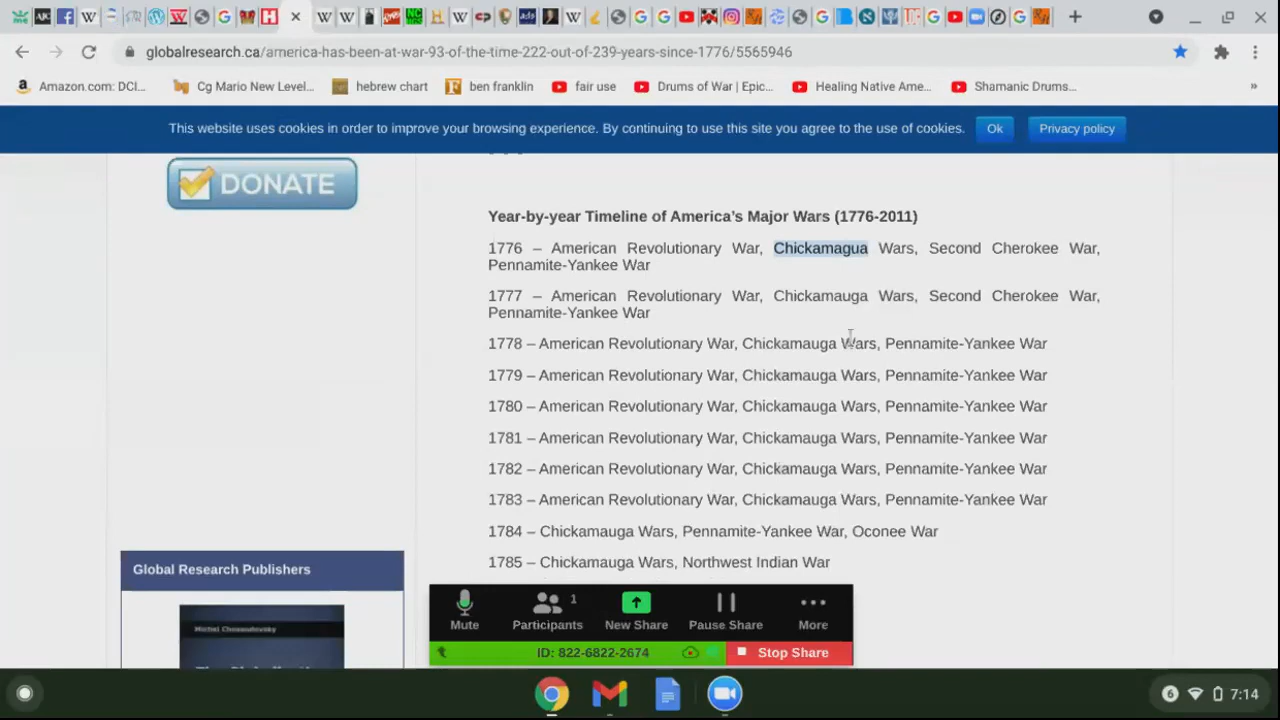 globalresearch.ca/america-has-been-at-war-93-of-the-time-222-out-of-239-years-since-1776/5565946
Amazon.com: DCI... Cg Mario New Level... hebrew chart ben franklin fair use Drums of War | Epic... Healing Native Ame... Shamanic Drums... »
This website uses cookies in order to improve your browsing experience. By continuing to use this site you agree to the use of cookies. Ok Privacy policy
DONATE
Year-by-year Timeline of America's Major Wars (1776-2011)
1776 – American Revolutionary War, Chickamagua Wars, Second Cherokee War,
Pennamite-Yankee War
1777 – American Revolutionary War, Chickamauga Wars, Second Cherokee War,
Pennamite-Yankee War
1778 – American Revolutionary War, Chickamauga Wars, Pennamite-Yankee War
1779 – American Revolutionary War, Chickamauga Wars, Pennamite-Yankee War
1780 – American Revolutionary War, Chickamauga Wars, Pennamite-Yankee War
1781 – American Revolutionary War, Chickamauga Wars, Pennamite-Yankee War
1782 – American Revolutionary War, Chickamauga Wars, Pennamite-Yankee War
1783 – American Revolutionary War, Chickamauga Wars, Pennamite-Yankee War
1784 – Chickamauga Wars, Pennamite-Yankee War, Oconee War
1785 – Chickamauga Wars, Northwest Indian War
Global Research Publishers
Michel Chossudovsky
1
Mute Participants New Share Pause Share More
ID: 822-6822-2674 Stop Share
6 7:14